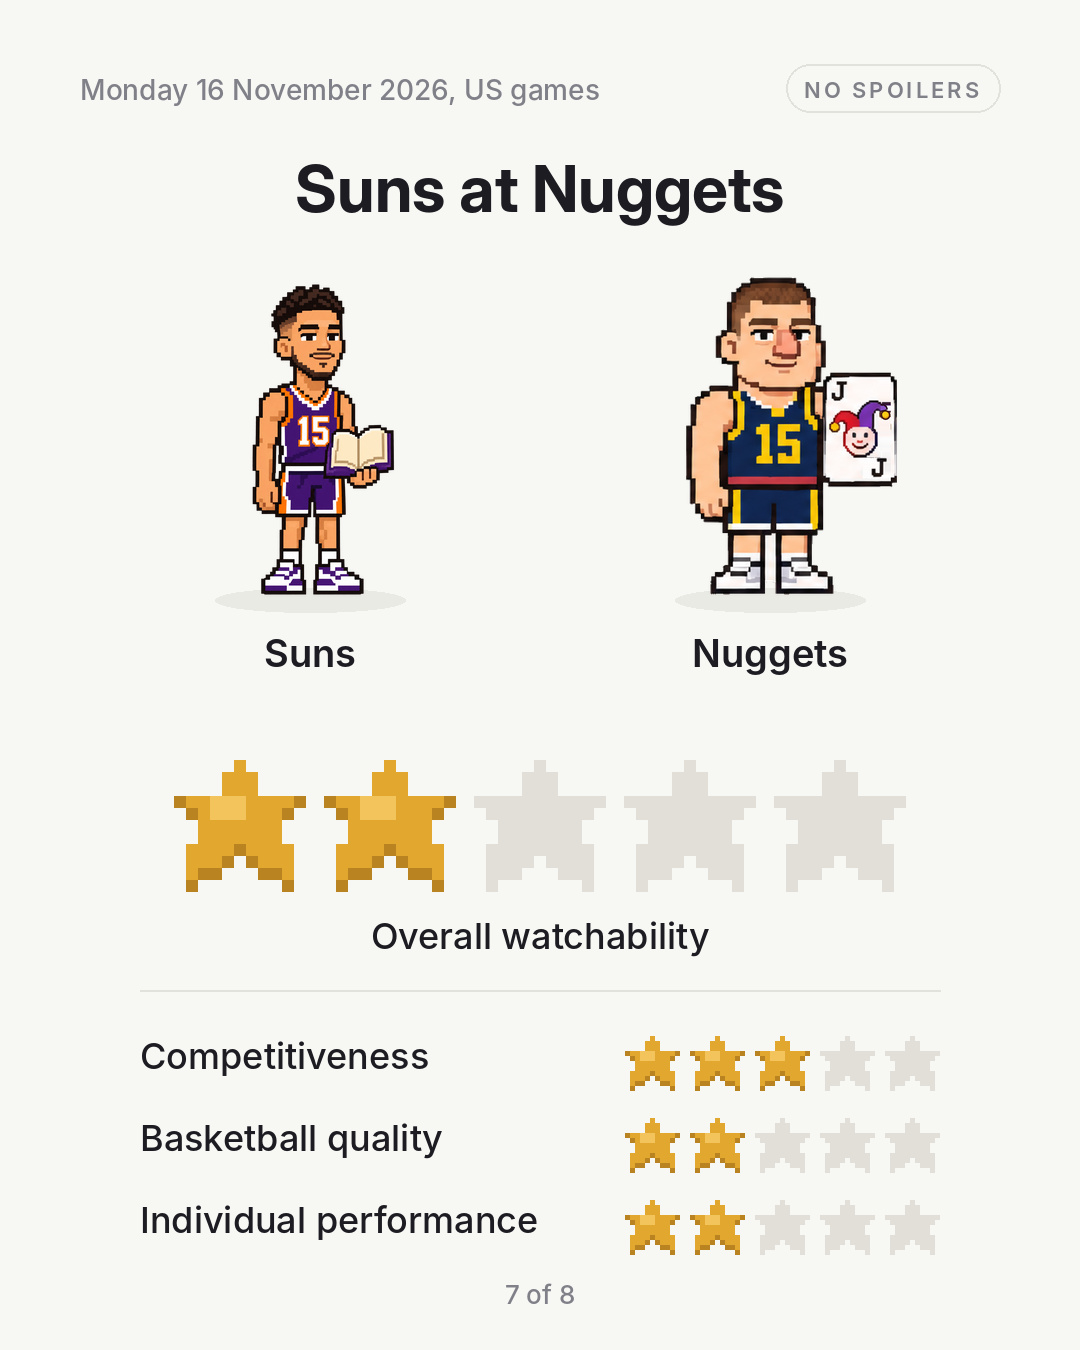 Monday 16 November 2026, US games
NO SPOILERS
Suns at Nuggets
15
15
J
J
Suns
Nuggets
Overall watchability
Competitiveness
Basketball quality
Individual performance
7 of 8